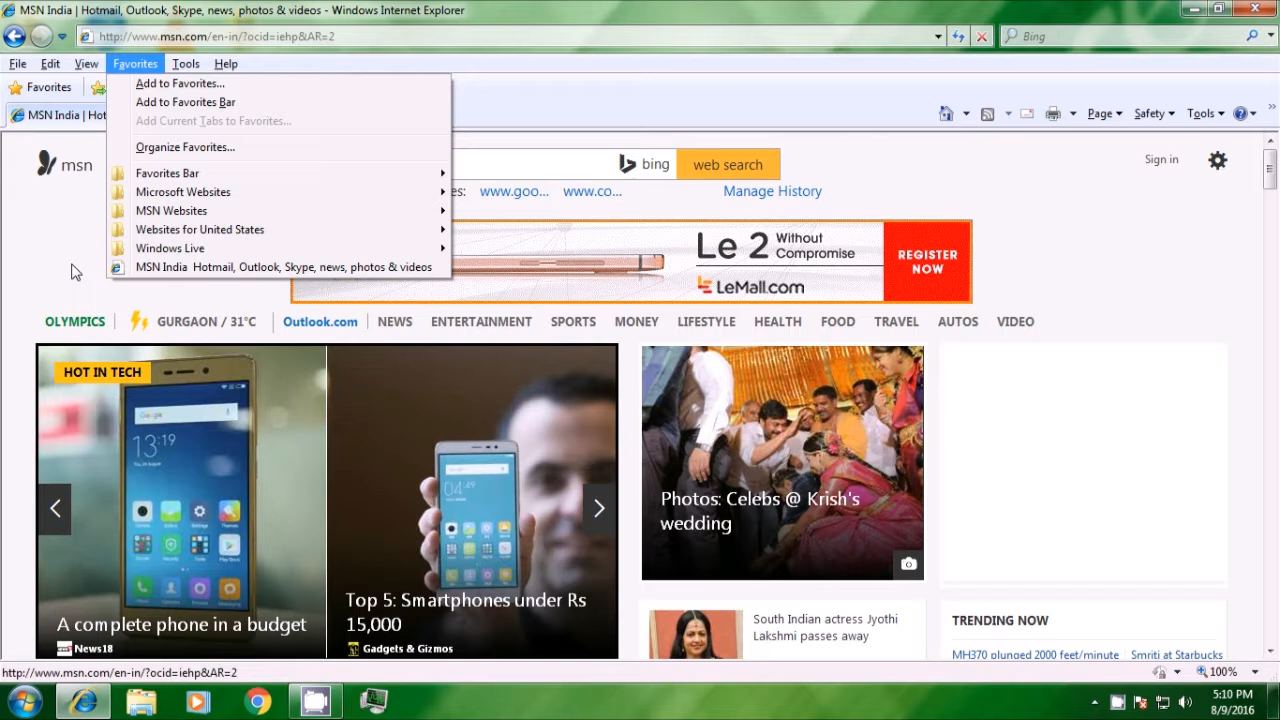 MSN India | Hotmail, Outlook, Skype, news, photos & videos - Windows Internet Explorer
http://www.msn.com/en-in/?ocid=iehp&AR=2
Bing
File Edit View Favorites Tools Help
Favorites
MSN India | Hot
Page Safety Tools
Add to Favorites...
Add to Favorites Bar
Add Current Tabs to Favorites...
Organize Favorites...
Favorites Bar
Microsoft Websites
MSN Websites
Websites for United States
Windows Live
MSN India Hotmail, Outlook, Skype, news, photos & videos
msn
bing
web search
Sign in
es: www.goo... www.co... Manage History
Le 2 Without
Compromise
LeMall.com
REGISTER
NOW
OLYMPICS GURGAON / 31°C Outlook.com NEWS ENTERTAINMENT SPORTS MONEY LIFESTYLE HEALTH FOOD TRAVEL AUTOS VIDEO
HOT IN TECH
Google
13:19
04:49
A complete phone in a budget
News18
Top 5: Smartphones under Rs
15,000
Gadgets & Gizmos
Photos: Celebs @ Krish's
wedding
South Indian actress Jyothi
Lakshmi passes away
TRENDING NOW
MH370 plunged 2000 feet/minute Smriti at Starbucks
http://www.msn.com/en-in/?ocid=iehp&AR=2
100%
5:10 PM
8/9/2016